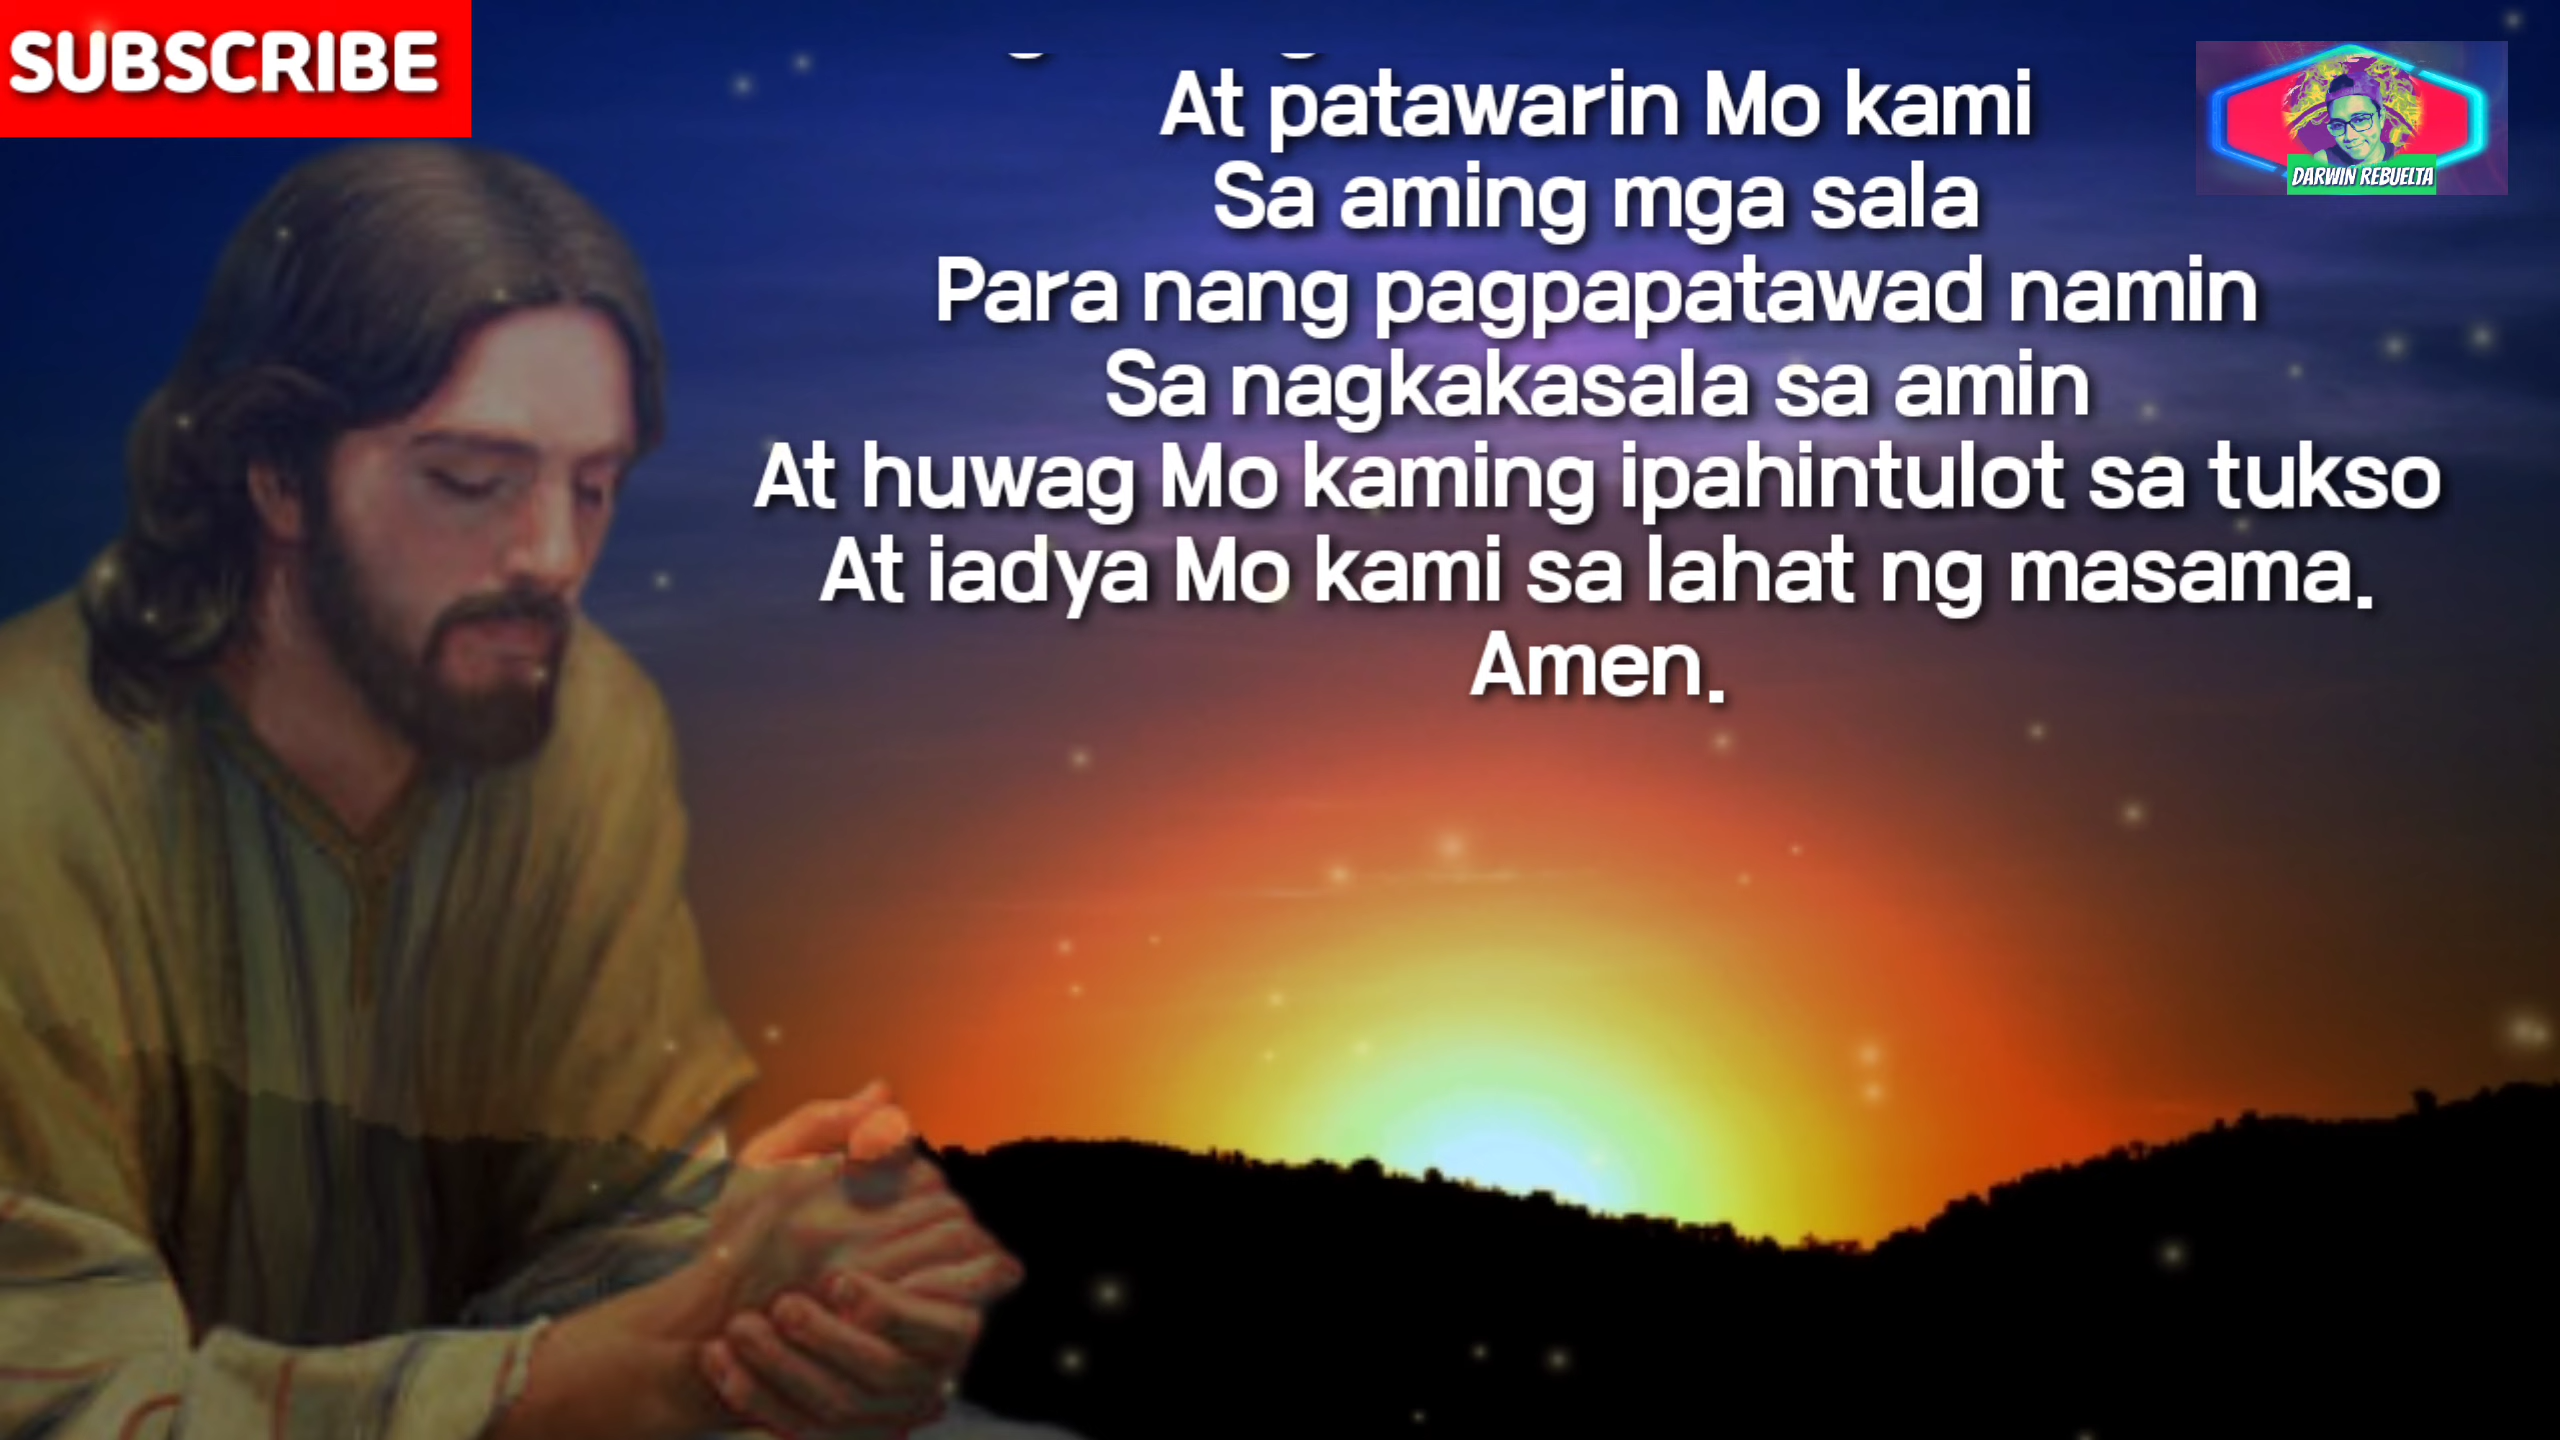 SUBSCRIBE
At patawarin Mo kami
Sa aming mga sala
Para nang pagpapatawad namin
Sa nagkakasala sa amin
At huwag Mo kaming ipahintulot sa tukso
At iadya Mo kami sa lahat ng masama.
Amen.
DARWIN REBUELTA